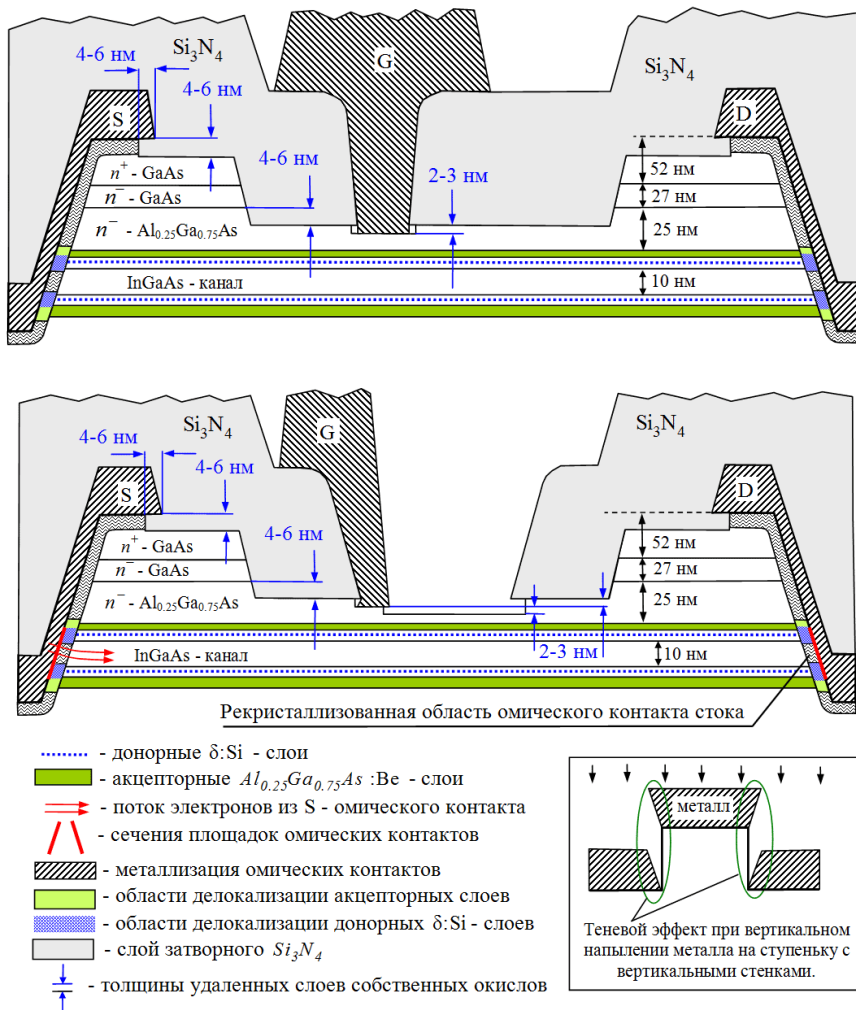 Si₃N₄
G
Si₃N₄
4-6 нм
4-6 нм
S
D
4-6 нм
2-3 нм
n⁺ - GaAs
52 нм
n⁻ - GaAs
27 нм
n⁻ - Al₀.₂₅Ga₀.₇₅As
25 нм
InGaAs - канал
10 нм
Si₃N₄
G
Si₃N₄
4-6 нм
4-6 нм
S
D
4-6 нм
n⁺ - GaAs
52 нм
n⁻ - GaAs
27 нм
n⁻ - Al₀.₂₅Ga₀.₇₅As
25 нм
InGaAs - канал
2-3 нм
10 нм
Рекристаллизованная область омического контакта стока
- донорные δ:Si - слои
- акцепторные Al₀.₂₅Ga₀.₇₅As :Be - слои
- поток электронов из S - омического контакта
- сечения площадок омических контактов
- металлизация омических контактов
- области делокализации акцепторных слоев
- области делокализации донорных δ:Si - слоев
- слой затворного Si₃N₄
- толщины удаленных слоев собственных окислов
металл
Теневой эффект при вертикальном
напылении металла на ступеньку с
вертикальными стенками.